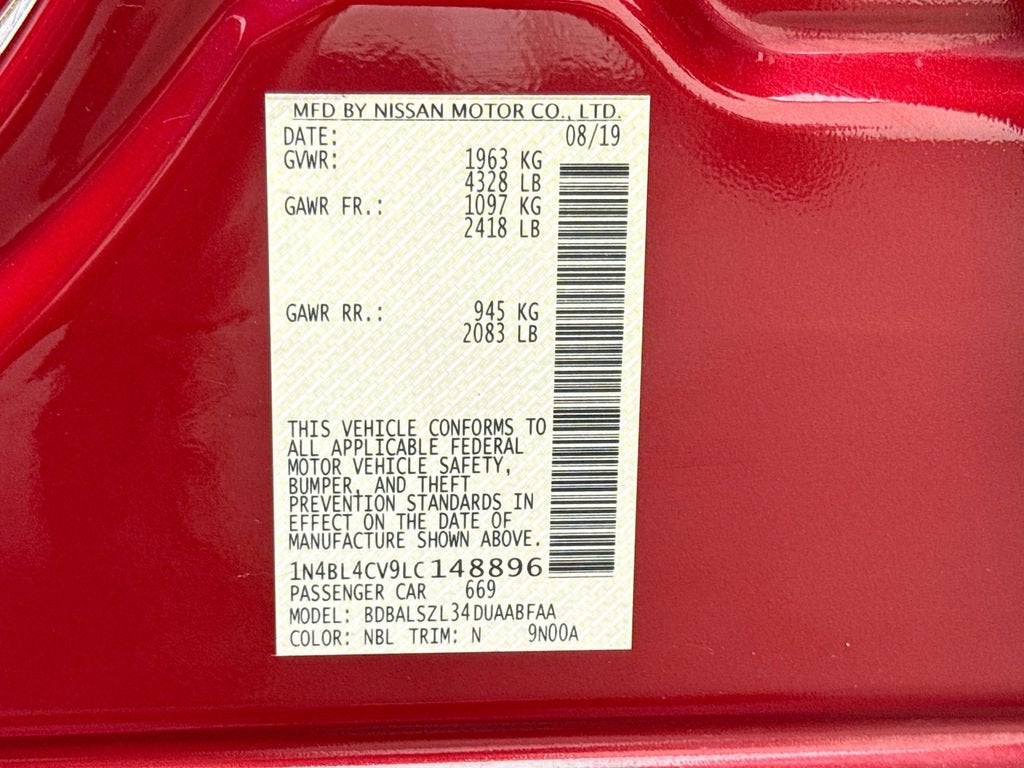 MFD BY NISSAN MOTOR CO., LTD.
DATE: 08/19
GVWR: 1963 KG
4328 LB
GAWR FR.: 1097 KG
2418 LB
GAWR RR.: 945 KG
2083 LB
THIS VEHICLE CONFORMS TO
ALL APPLICABLE FEDERAL
MOTOR VEHICLE SAFETY,
BUMPER, AND THEFT
PREVENTION STANDARDS IN
EFFECT ON THE DATE OF
MANUFACTURE SHOWN ABOVE.
1N4BL4CV9LC148896
PASSENGER CAR 669
MODEL: BDBALSZL34DUAABFAA
COLOR: NBL TRIM: N 9N00A